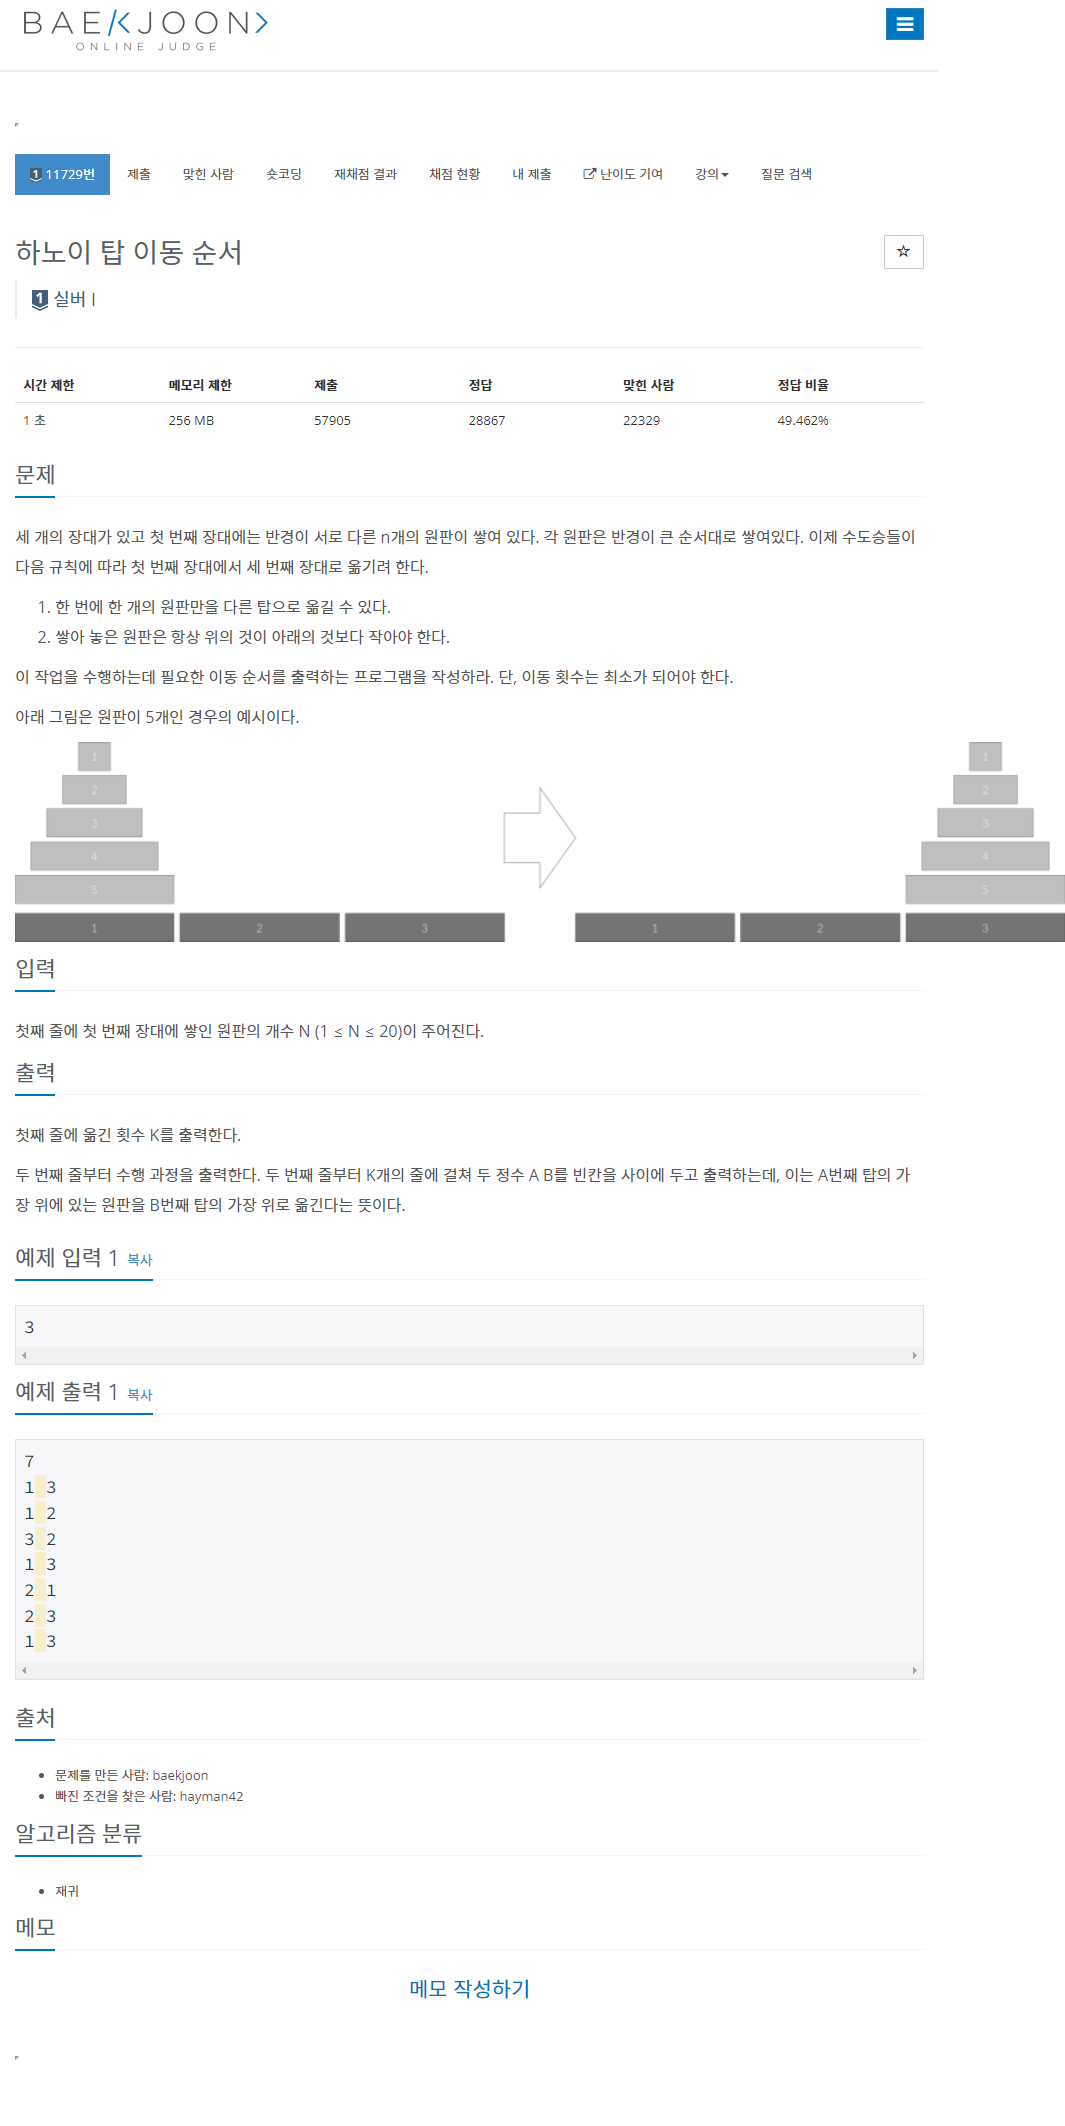 BAEKJOON>
ONLINE JUDGE
11729번 제출 맞힌 사람 숏코딩 재채점 결과 채점 현황 내 제출 난이도 기여 강의 질문 검색
하노이 탑 이동 순서
1 실버 I
시간 제한 메모리 제한 제출 정답 맞힌 사람 정답 비율
1 초 256 MB 57905 28867 22329 49.462%
문제
세 개의 장대가 있고 첫 번째 장대에는 반경이 서로 다른 n개의 원판이 쌓여 있다. 각 원판은 반경이 큰 순서대로 쌓여있다. 이제 수도승들이
다음 규칙에 따라 첫 번째 장대에서 세 번째 장대로 옮기려 한다.
1. 한 번에 한 개의 원판만을 다른 탑으로 옮길 수 있다.
2. 쌓아 놓은 원판은 항상 위의 것이 아래의 것보다 작아야 한다.
이 작업을 수행하는데 필요한 이동 순서를 출력하는 프로그램을 작성하라. 단, 이동 횟수는 최소가 되어야 한다.
아래 그림은 원판이 5개인 경우의 예시이다.
1 1
2 2
3 3
4 4
5 5
1 2 3 1 2 3
입력
첫째 줄에 첫 번째 장대에 쌓인 원판의 개수 N (1 ≤ N ≤ 20)이 주어진다.
출력
첫째 줄에 옮긴 횟수 K를 출력한다.
두 번째 줄부터 수행 과정을 출력한다. 두 번째 줄부터 K개의 줄에 걸쳐 두 정수 A B를 빈칸을 사이에 두고 출력하는데, 이는 A번째 탑의 가
장 위에 있는 원판을 B번째 탑의 가장 위로 옮긴다는 뜻이다.
예제 입력 1 복사
3
예제 출력 1 복사
7
1 3
1 2
3 2
1 3
2 1
2 3
1 3
출처
문제를 만든 사람: baekjoon
빠진 조건을 찾은 사람: hayman42
알고리즘 분류
재귀
메모
메모 작성하기